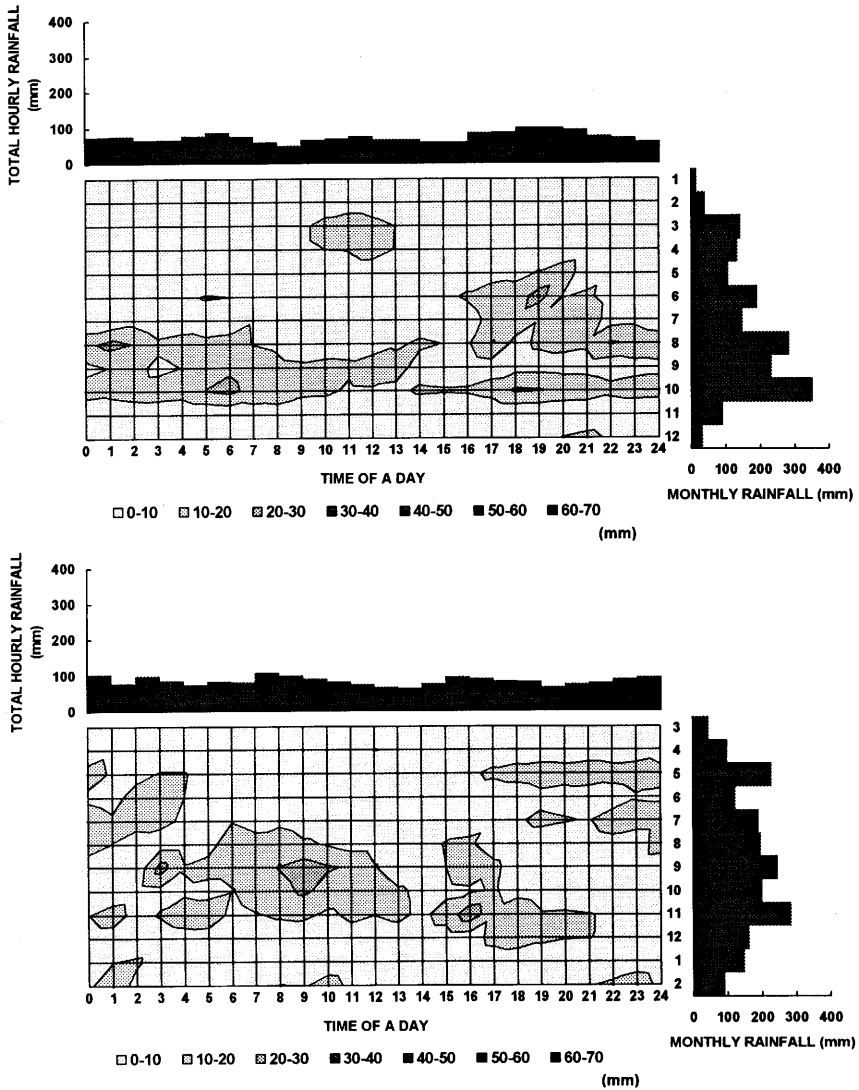 TOTAL HOURLY RAINFALL
(mm)
400
300
200
100
0
1
2
3
4
5
6
7
8
9
10
11
12
0 1 2 3 4 5 6 7 8 9 10 11 12 13 14 15 16 17 18 19 20 21 22 23 24
0 100 200 300 400
TIME OF A DAY
MONTHLY RAINFALL (mm)
0-10 10-20 20-30 30-40 40-50 50-60 60-70
(mm)
TOTAL HOURLY RAINFALL
(mm)
400
300
200
100
0
3
4
5
6
7
8
9
10
11
12
1
2
0 1 2 3 4 5 6 7 8 9 10 11 12 13 14 15 16 17 18 19 20 21 22 23 24
0 100 200 300 400
TIME OF A DAY
MONTHLY RAINFALL (mm)
0-10 10-20 20-30 30-40 40-50 50-60 60-70
(mm)